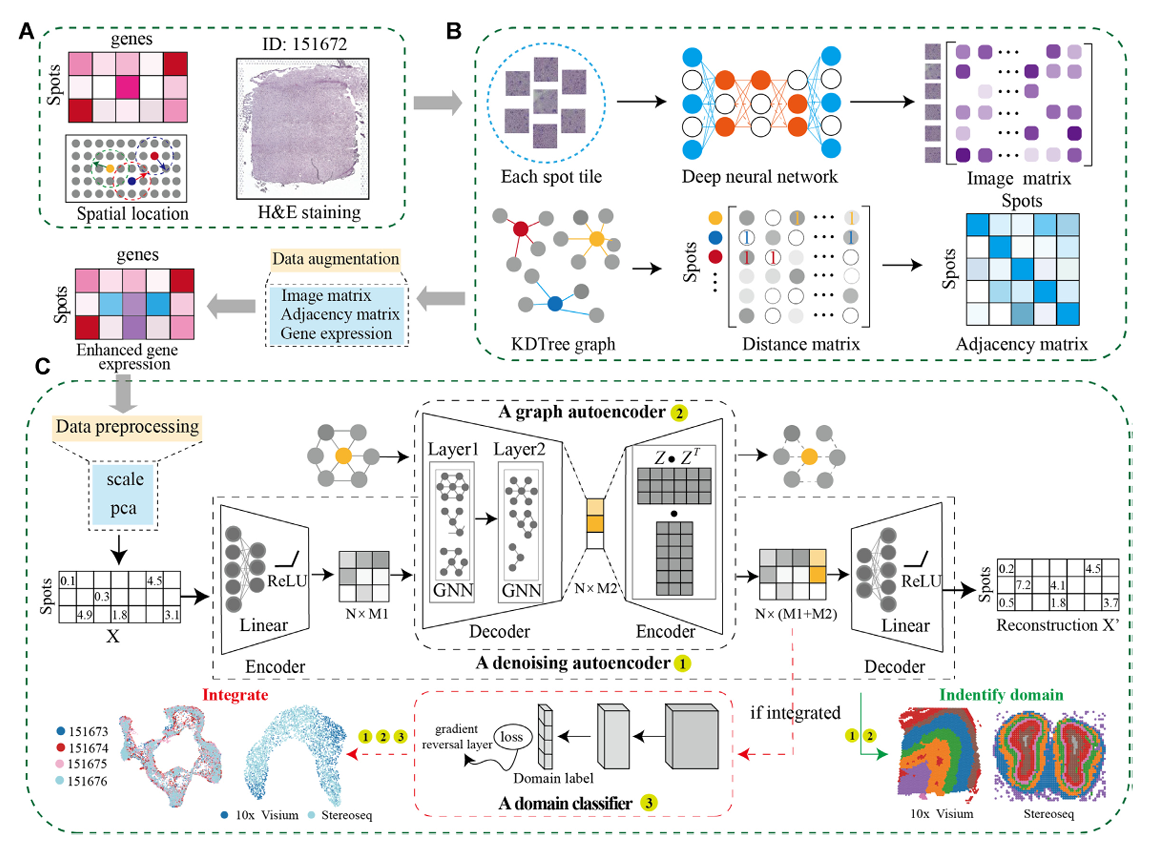 A
genes
Spots
Spatial location
ID: 151672
H&E staining
B
Each spot tile
Deep neural network
Image matrix
KDTree graph
Spots
Distance matrix
Spots
Spots
Adjacency matrix
Data augmentation
Image matrix
Adjacency matrix
Gene expression
genes
Spots
Enhanced gene
expression
C
Data preprocessing
scale
pca
Spots
0.1 4.5
0.3
4.9 1.8 3.1
X
ReLU
Linear
Encoder
N×M1
A graph autoencoder 2
Layer1 Layer2
GNN GNN
Decoder
N×M2
Z • Z^T
Encoder
A denoising autoencoder 1
N×(M1+M2)
ReLU
Linear
Decoder
Spots
0.2 4.5
7.2 4.1
0.5 1.8 3.7
Reconstruction X'
Integrate
151673
151674
151675
151676
10x Visium Stereoseq
1 2 3
gradient
reversal layer
loss
Domain label
A domain classifier 3
if integrated
1 2
Indentify domain
10x Visium Stereoseq